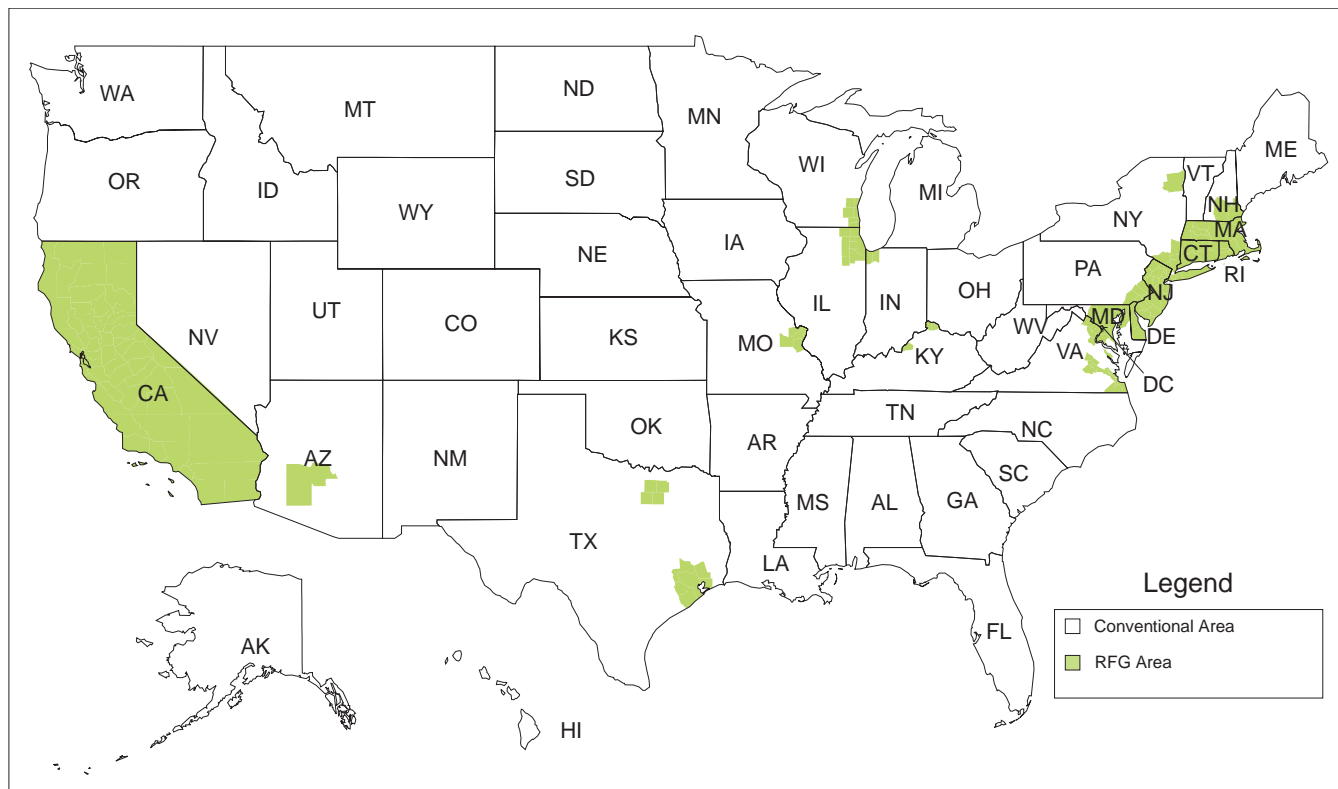 WA
MT
ND
MN
OR
ID
WY
SD
WI
MI
NY
VT
NH
ME
MA
CT
RI
NV
UT
CO
NE
KS
IA
IL
IN
OH
PA
NJ
MD
DE
DC
WV
VA
KY
MO
CA
AZ
NM
OK
AR
TN
NC
SC
MS
AL
GA
TX
LA
FL
AK
HI
Legend
Conventional Area
RFG Area